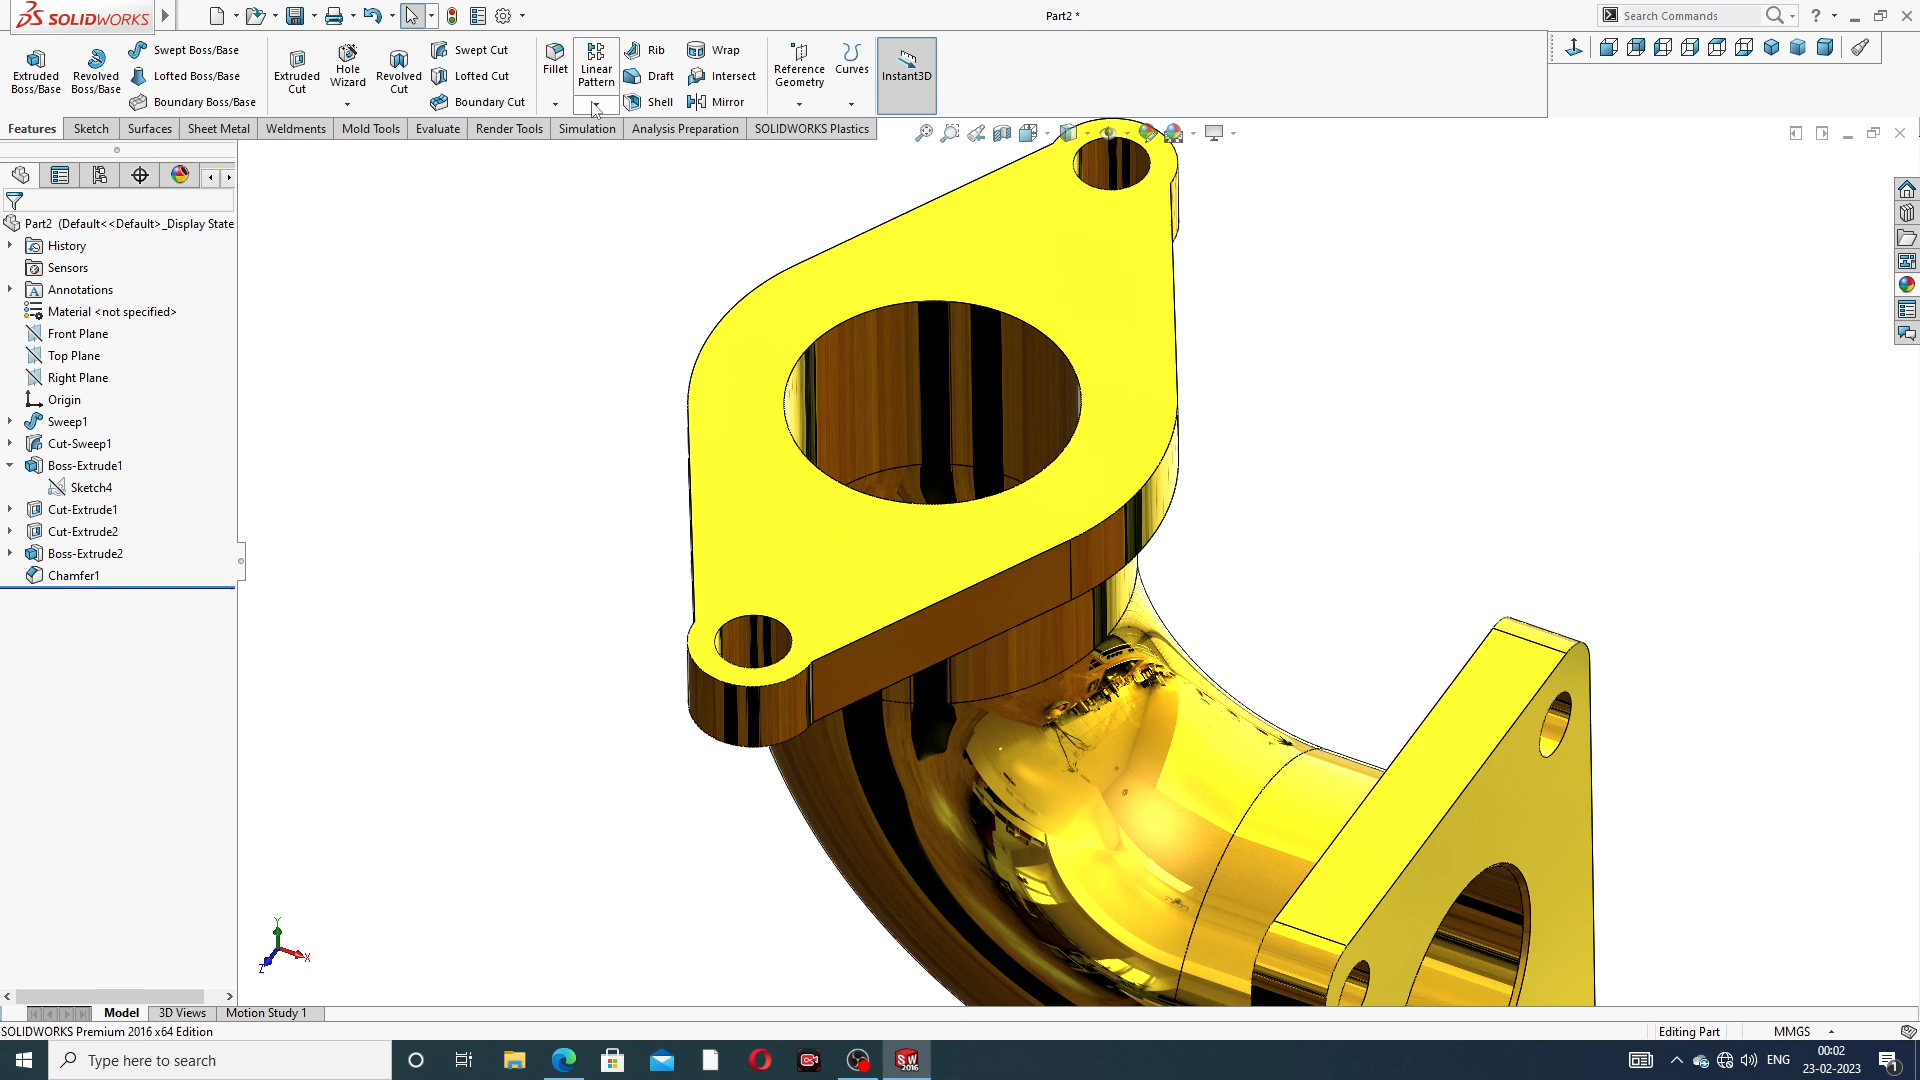 SOLIDWORKS
Part2 *
Search Commands
?
Extruded Boss/Base
Revolved Boss/Base
Swept Boss/Base
Lofted Boss/Base
Boundary Boss/Base
Extruded Cut
Hole Wizard
Revolved Cut
Swept Cut
Lofted Cut
Boundary Cut
Fillet
Linear Pattern
Rib
Draft
Shell
Wrap
Intersect
Mirror
Reference Geometry
Curves
Instant3D
Features
Sketch
Surfaces
Sheet Metal
Weldments
Mold Tools
Evaluate
Render Tools
Simulation
Analysis Preparation
SOLIDWORKS Plastics
Part2 (Default<<Default>_Display State
History
Sensors
Annotations
Material <not specified>
Front Plane
Top Plane
Right Plane
Origin
Sweep1
Cut-Sweep1
Boss-Extrude1
Sketch4
Cut-Extrude1
Cut-Extrude2
Boss-Extrude2
Chamfer1
Y
X
Z
Model
3D Views
Motion Study 1
SOLIDWORKS Premium 2016 x64 Edition
Editing Part
MMGS
Type here to search
SW
2016
ENG
00:02
23-02-2023
1